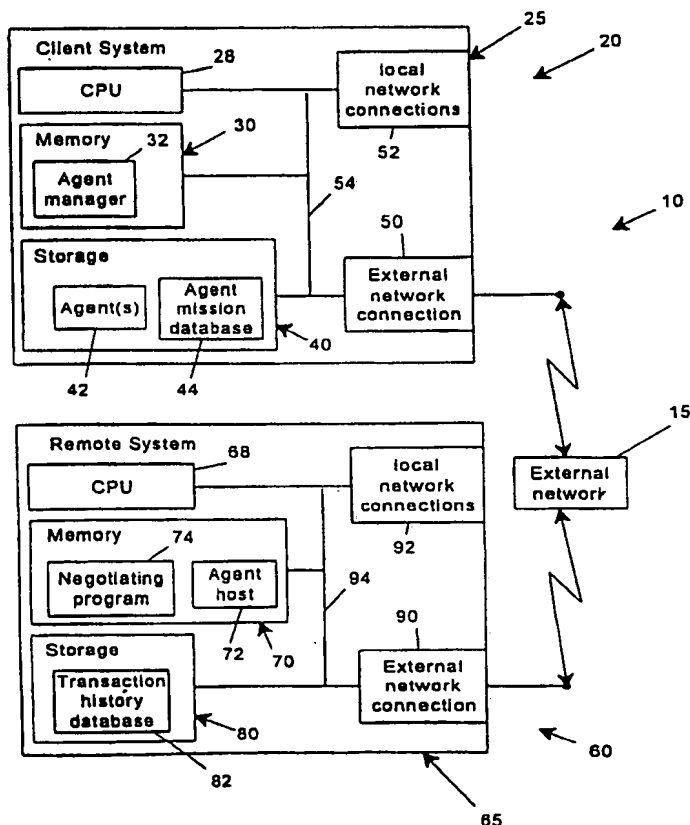 Client System
25
20
28
CPU
local
network
connections
52
Memory
32
30
Agent
manager
54
10
50
Storage
Agent(s)
Agent
mission
database
External
network
connection
40
42
44
15
External
network
Remote System
68
CPU
local
network
connections
92
Memory
74
Negotiating
program
Agent
host
94
72
70
90
Storage
Transaction
history
database
External
network
connection
80
82
60
65